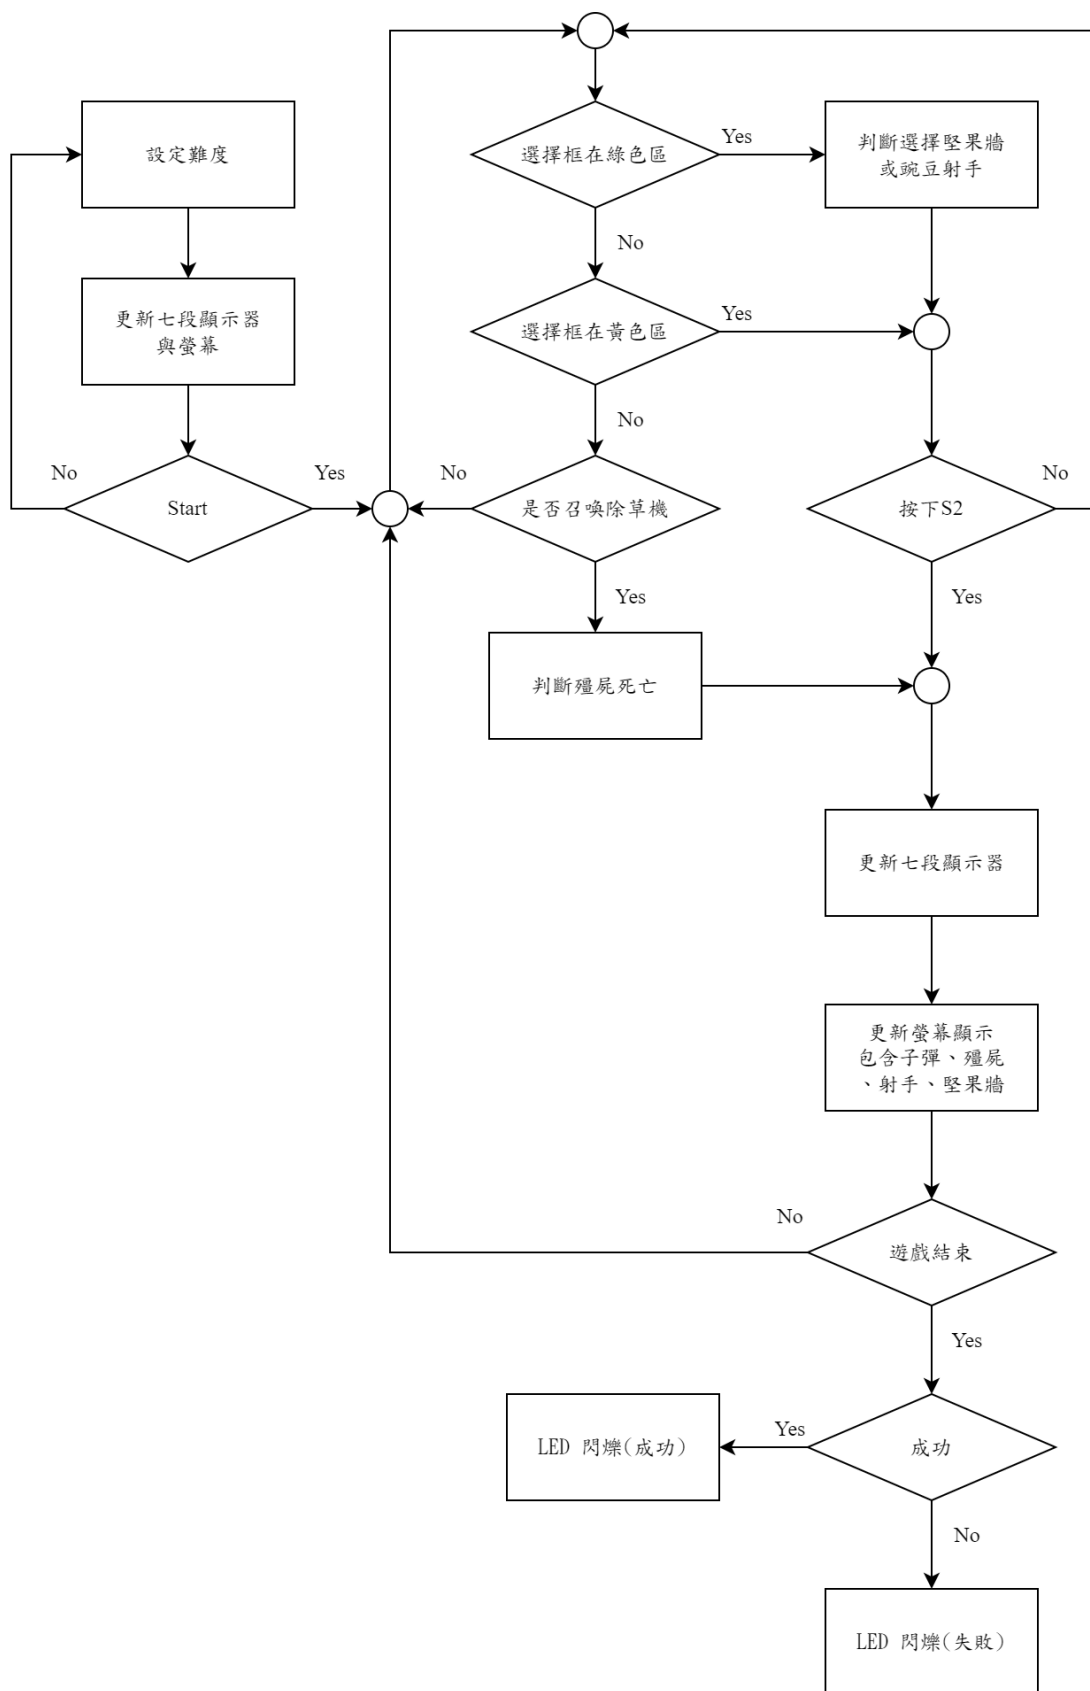 設定難度
更新七段顯示器
與螢幕
No
Yes
Start
選擇框在綠色區
Yes
判斷選擇堅果牆
或豌豆射手
No
選擇框在黃色區
Yes
No
No
是否召喚除草機
Yes
判斷殭屍死亡
按下S2
No
Yes
更新七段顯示器
更新螢幕顯示
包含子彈、殭屍
、射手、堅果牆
No
遊戲結束
Yes
Yes
成功
LED 閃爍(成功)
No
LED 閃爍(失敗)